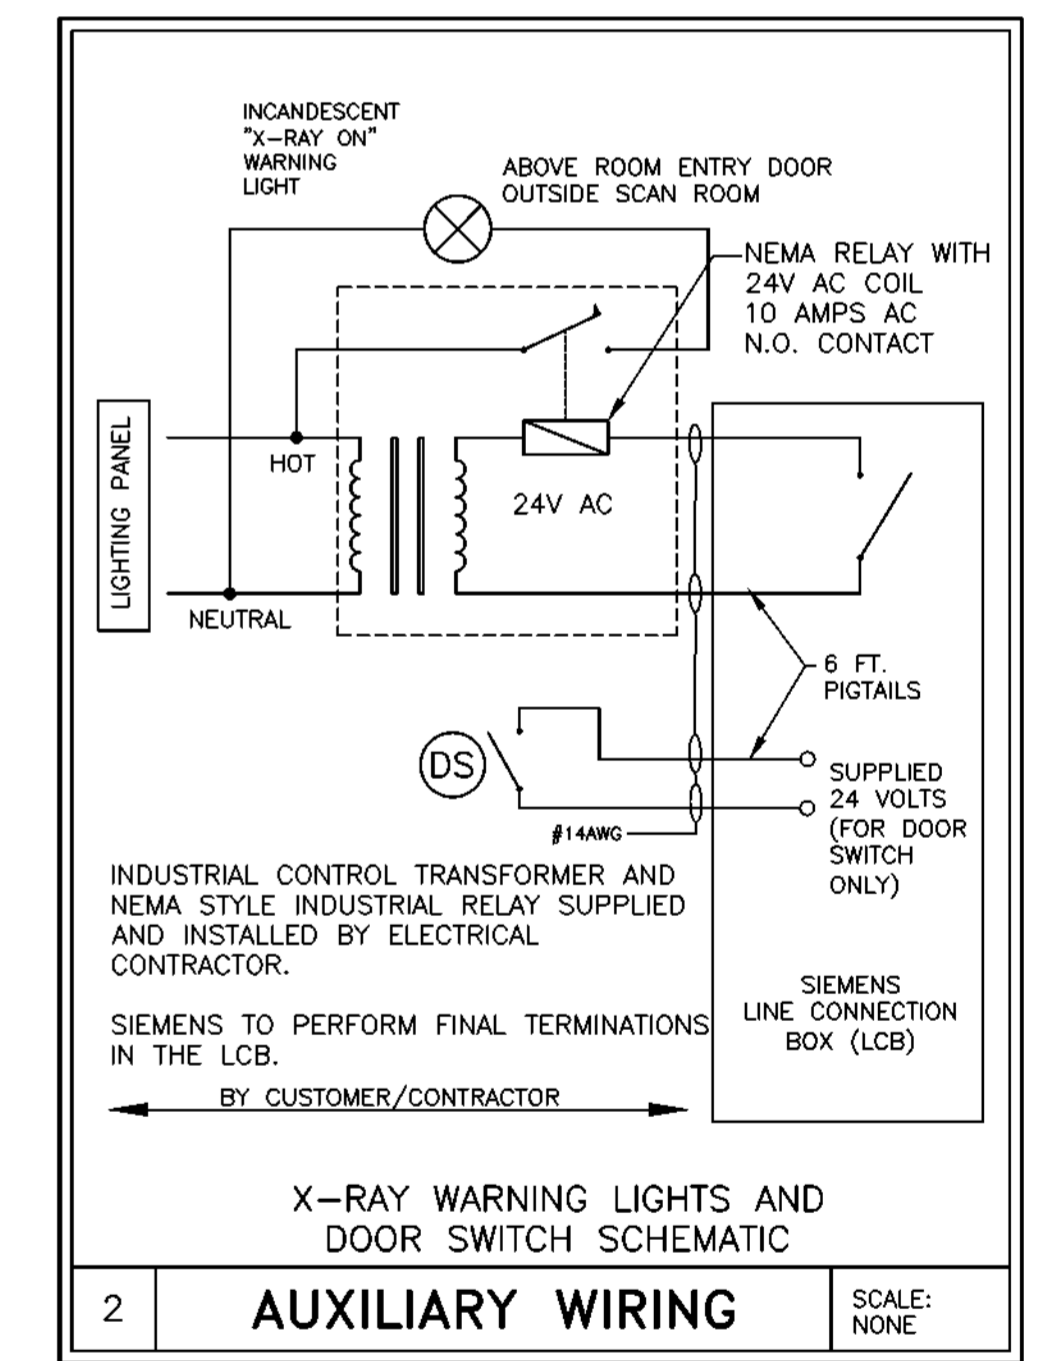 INCANDESCENT
"X-RAY ON"
WARNING
LIGHT
ABOVE ROOM ENTRY DOOR
OUTSIDE SCAN ROOM
NEMA RELAY WITH
24V AC COIL
10 AMPS AC
N.O. CONTACT
LIGHTING PANEL
HOT
24V AC
NEUTRAL
6 FT.
PIGTAILS
DS
SUPPLIED
24 VOLTS
(FOR DOOR
SWITCH
ONLY)
#14AWG
INDUSTRIAL CONTROL TRANSFORMER AND
NEMA STYLE INDUSTRIAL RELAY SUPPLIED
AND INSTALLED BY ELECTRICAL
CONTRACTOR.
SIEMENS
LINE CONNECTION
BOX (LCB)
SIEMENS TO PERFORM FINAL TERMINATIONS
IN THE LCB.
BY CUSTOMER/CONTRACTOR
X-RAY WARNING LIGHTS AND
DOOR SWITCH SCHEMATIC
2
AUXILIARY WIRING
SCALE:
NONE